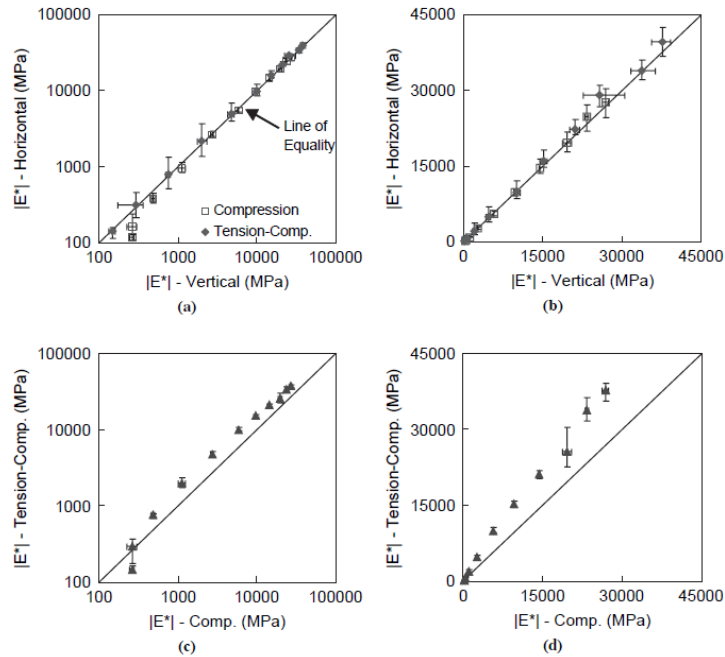 100000
10000
1000
100
|E*| - Horizontal (MPa)
Line of
Equality
Compression
Tension-Comp.
100 1000 10000 100000
|E*| - Vertical (MPa)
(a)
45000
30000
15000
0
|E*| - Horizontal (MPa)
0 15000 30000 45000
|E*| - Vertical (MPa)
(b)
100000
10000
1000
100
|E*| - Tension-Comp. (MPa)
100 1000 10000 100000
|E*| - Comp. (MPa)
(c)
45000
30000
15000
0
|E*| - Tension-Comp. (MPa)
0 15000 30000 45000
|E*| - Comp. (MPa)
(d)